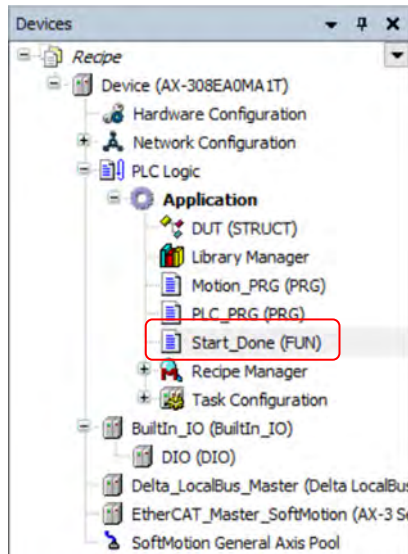 Devices
Recipe
Device (AX-308EA0MA1T)
Hardware Configuration
Network Configuration
PLC Logic
Application
DUT (STRUCT)
Library Manager
Motion_PRG (PRG)
PLC_PRG (PRG)
Start_Done (FUN)
Recipe Manager
Task Configuration
BuiltIn_IO (BuiltIn_IO)
DIO (DIO)
Delta_LocalBus_Master (Delta LocalBus
EtherCAT_Master_SoftMotion (AX-3 Se
SoftMotion General Axis Pool